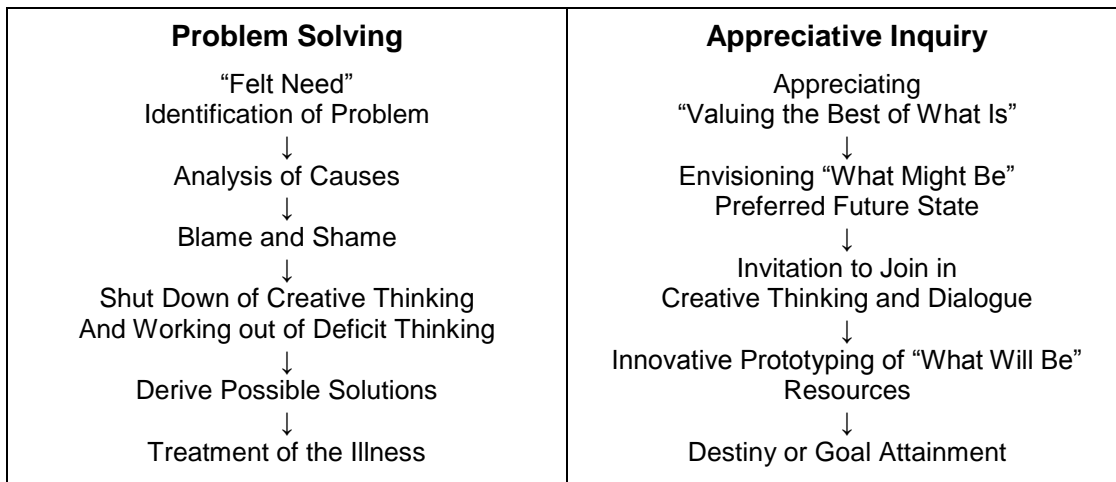 Problem Solving
“Felt Need”
Identification of Problem
↓
Analysis of Causes
↓
Blame and Shame
↓
Shut Down of Creative Thinking
And Working out of Deficit Thinking
↓
Derive Possible Solutions
↓
Treatment of the Illness
Appreciative Inquiry
Appreciating
“Valuing the Best of What Is”
↓
Envisioning “What Might Be”
Preferred Future State
↓
Invitation to Join in
Creative Thinking and Dialogue
↓
Innovative Prototyping of “What Will Be”
Resources
↓
Destiny or Goal Attainment